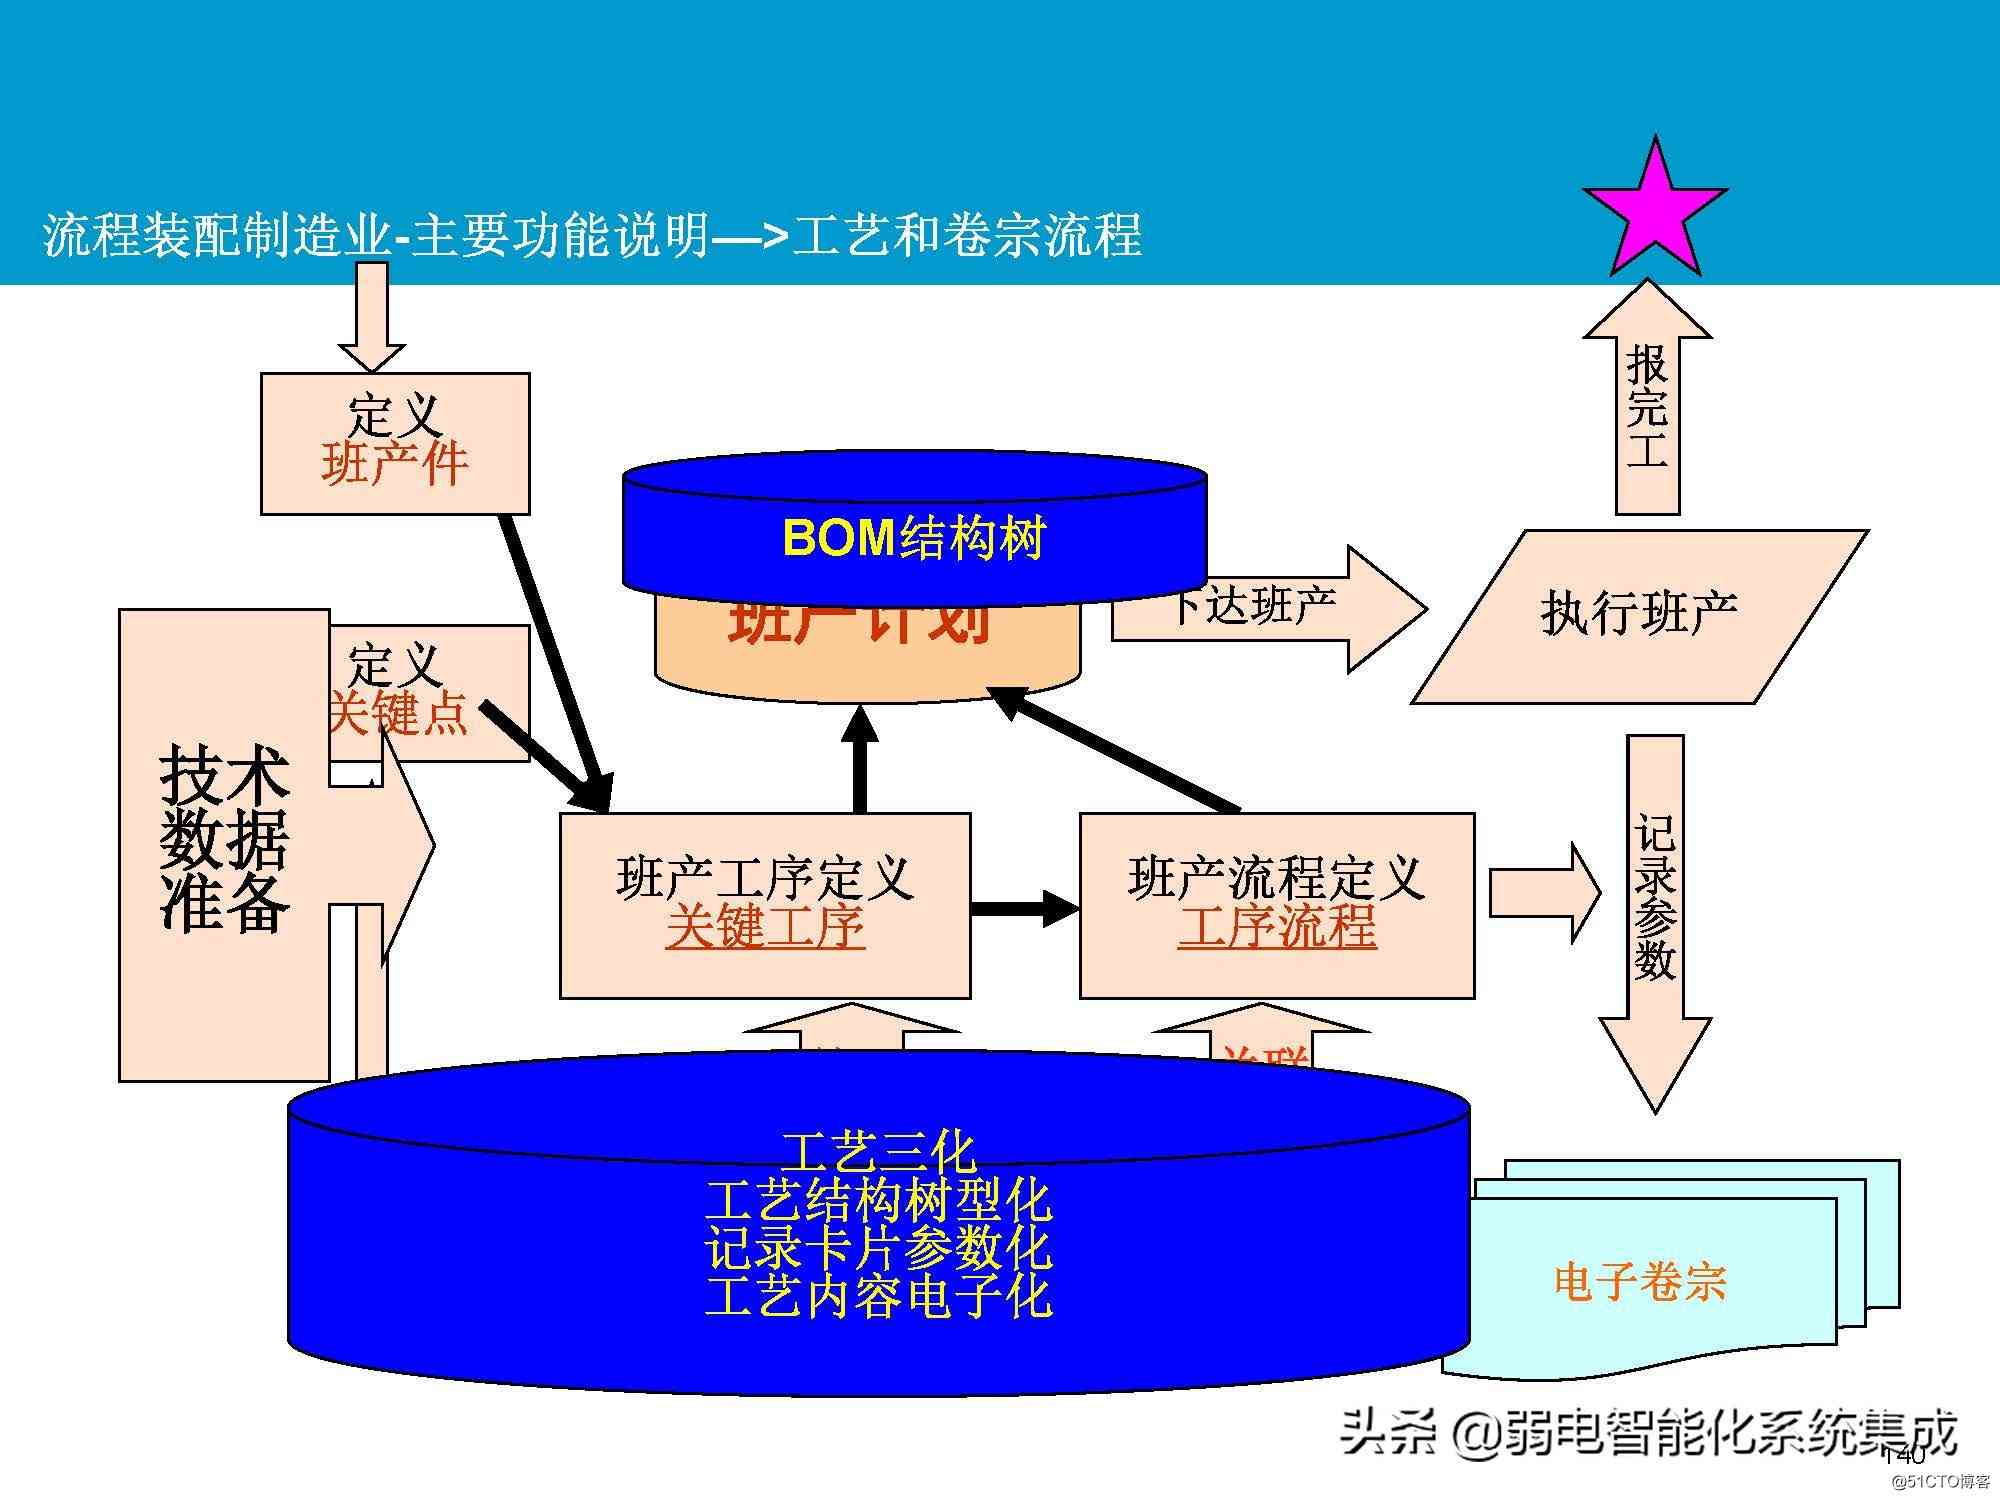 流程装配制造业-主要功能说明—>工艺和卷宗流程
定义
班产件
BOM结构树
班产计划
下达班产
执行班产
报
完
工
定义
关键点
技术
数据
准备
班产工序定义
关键工序
班产流程定义
工序流程
记
录
参
数
关联
工艺三化
工艺结构树型化
记录卡片参数化
工艺内容电子化
电子卷宗
头条 @弱电智能化系统集成
140
@51CTO博客